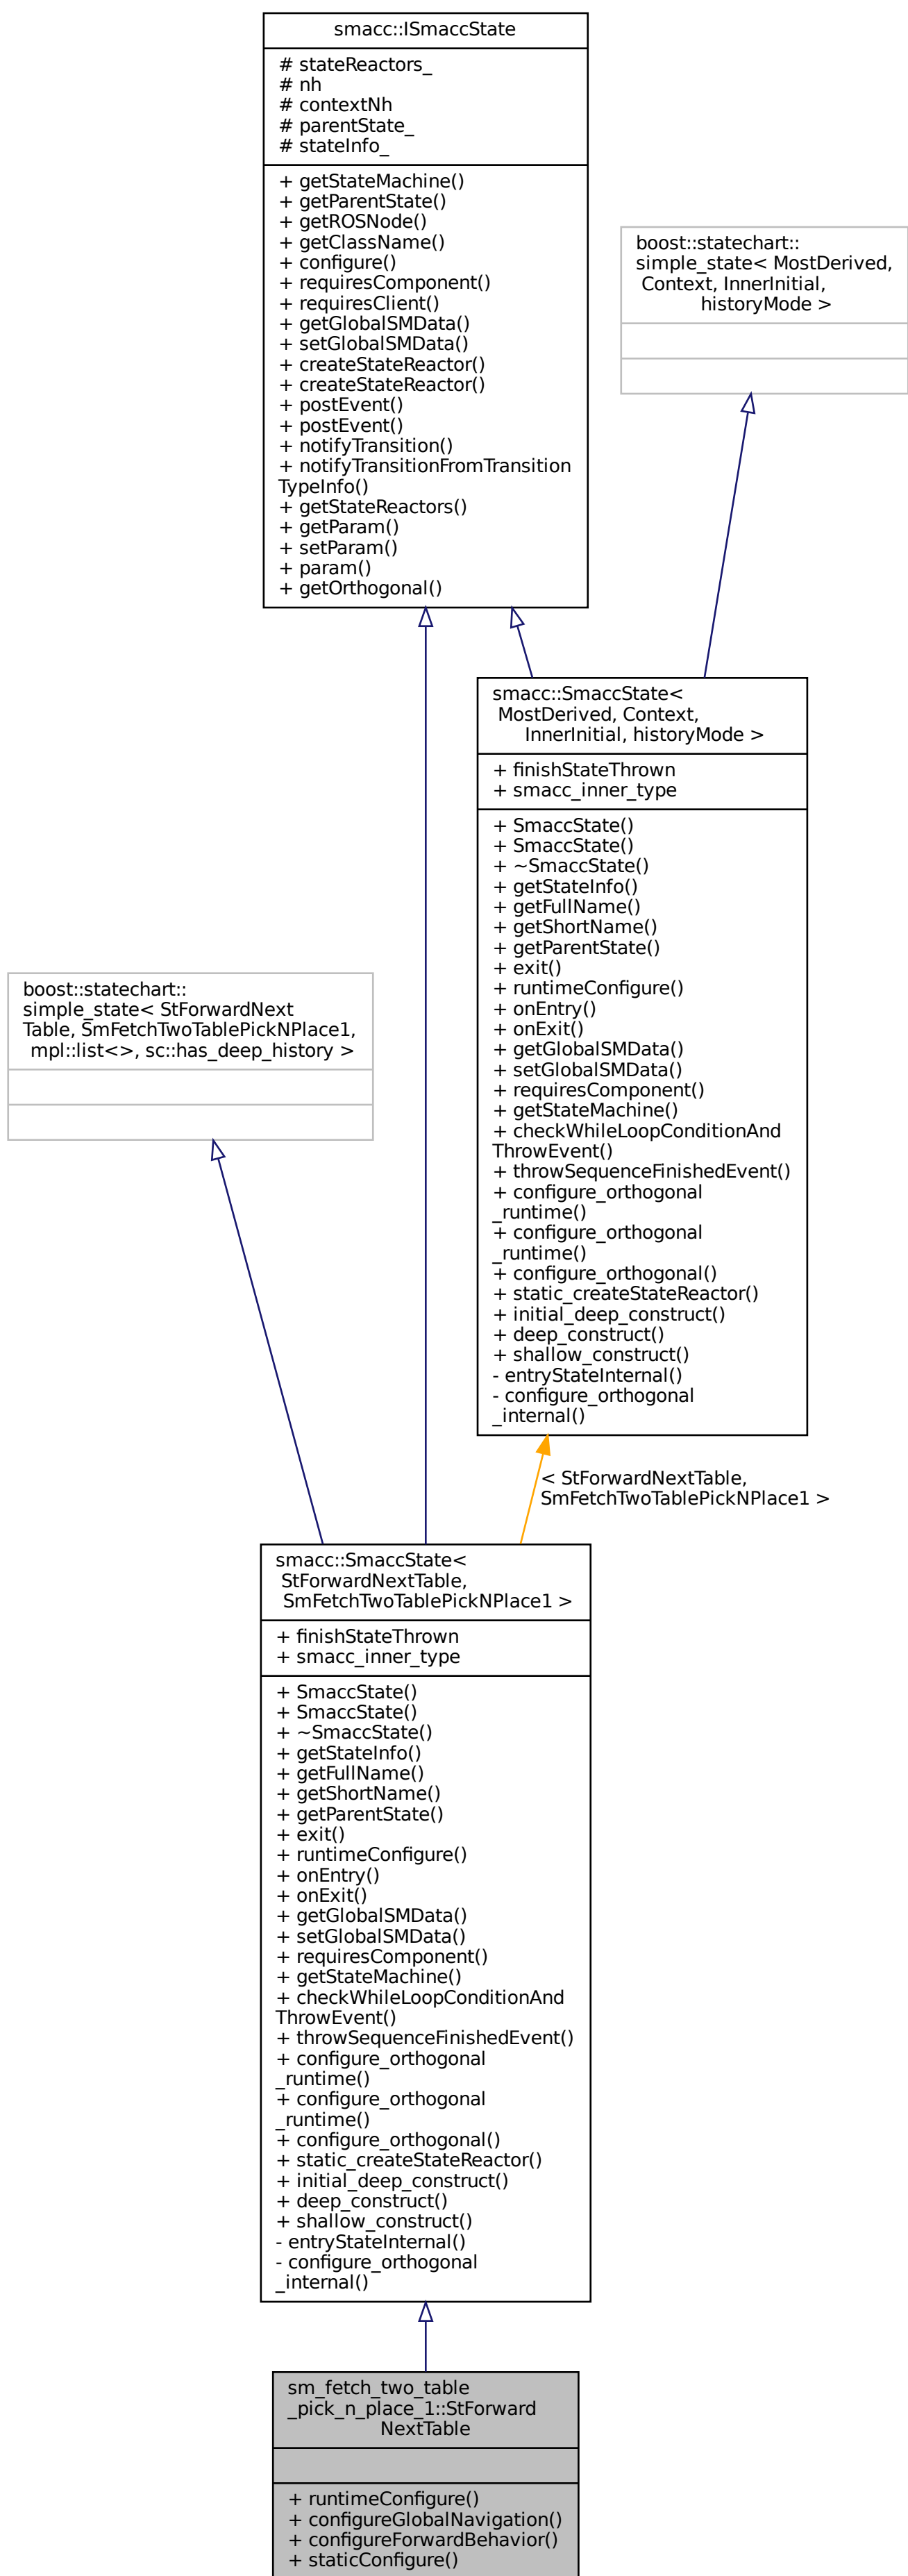 smacc::ISmaccState
# stateReactors_
# nh
# contextNh
# parentState_
# stateInfo_
+ getStateMachine()
+ getParentState()
+ getROSNode()
+ getClassName()
+ configure()
+ requiresComponent()
+ requiresClient()
+ getGlobalSMData()
+ setGlobalSMData()
+ createStateReactor()
+ createStateReactor()
+ postEvent()
+ postEvent()
+ notifyTransition()
+ notifyTransitionFromTransition
TypeInfo()
+ getStateReactors()
+ getParam()
+ setParam()
+ param()
+ getOrthogonal()
boost::statechart::
simple_state< MostDerived,
Context, InnerInitial,
historyMode >
smacc::SmaccState<
MostDerived, Context,
InnerInitial, historyMode >
+ finishStateThrown
+ smacc_inner_type
+ SmaccState()
+ SmaccState()
+ ~SmaccState()
+ getStateInfo()
+ getFullName()
+ getShortName()
+ getParentState()
+ exit()
+ runtimeConfigure()
+ onEntry()
+ onExit()
+ getGlobalSMData()
+ setGlobalSMData()
+ requiresComponent()
+ getStateMachine()
+ checkWhileLoopConditionAnd
ThrowEvent()
+ throwSequenceFinishedEvent()
+ configure_orthogonal
_runtime()
+ configure_orthogonal
_runtime()
+ configure_orthogonal()
+ static_createStateReactor()
+ initial_deep_construct()
+ deep_construct()
+ shallow_construct()
- entryStateInternal()
- configure_orthogonal
_internal()
boost::statechart::
simple_state< StForwardNext
Table, SmFetchTwoTablePickNPlace1,
mpl::list<>, sc::has_deep_history >
< StForwardNextTable,
SmFetchTwoTablePickNPlace1 >
smacc::SmaccState<
StForwardNextTable,
SmFetchTwoTablePickNPlace1 >
+ finishStateThrown
+ smacc_inner_type
+ SmaccState()
+ SmaccState()
+ ~SmaccState()
+ getStateInfo()
+ getFullName()
+ getShortName()
+ getParentState()
+ exit()
+ runtimeConfigure()
+ onEntry()
+ onExit()
+ getGlobalSMData()
+ setGlobalSMData()
+ requiresComponent()
+ getStateMachine()
+ checkWhileLoopConditionAnd
ThrowEvent()
+ throwSequenceFinishedEvent()
+ configure_orthogonal
_runtime()
+ configure_orthogonal
_runtime()
+ configure_orthogonal()
+ static_createStateReactor()
+ initial_deep_construct()
+ deep_construct()
+ shallow_construct()
- entryStateInternal()
- configure_orthogonal
_internal()
sm_fetch_two_table
_pick_n_place_1::StForward
NextTable
+ runtimeConfigure()
+ configureGlobalNavigation()
+ configureForwardBehavior()
+ staticConfigure()